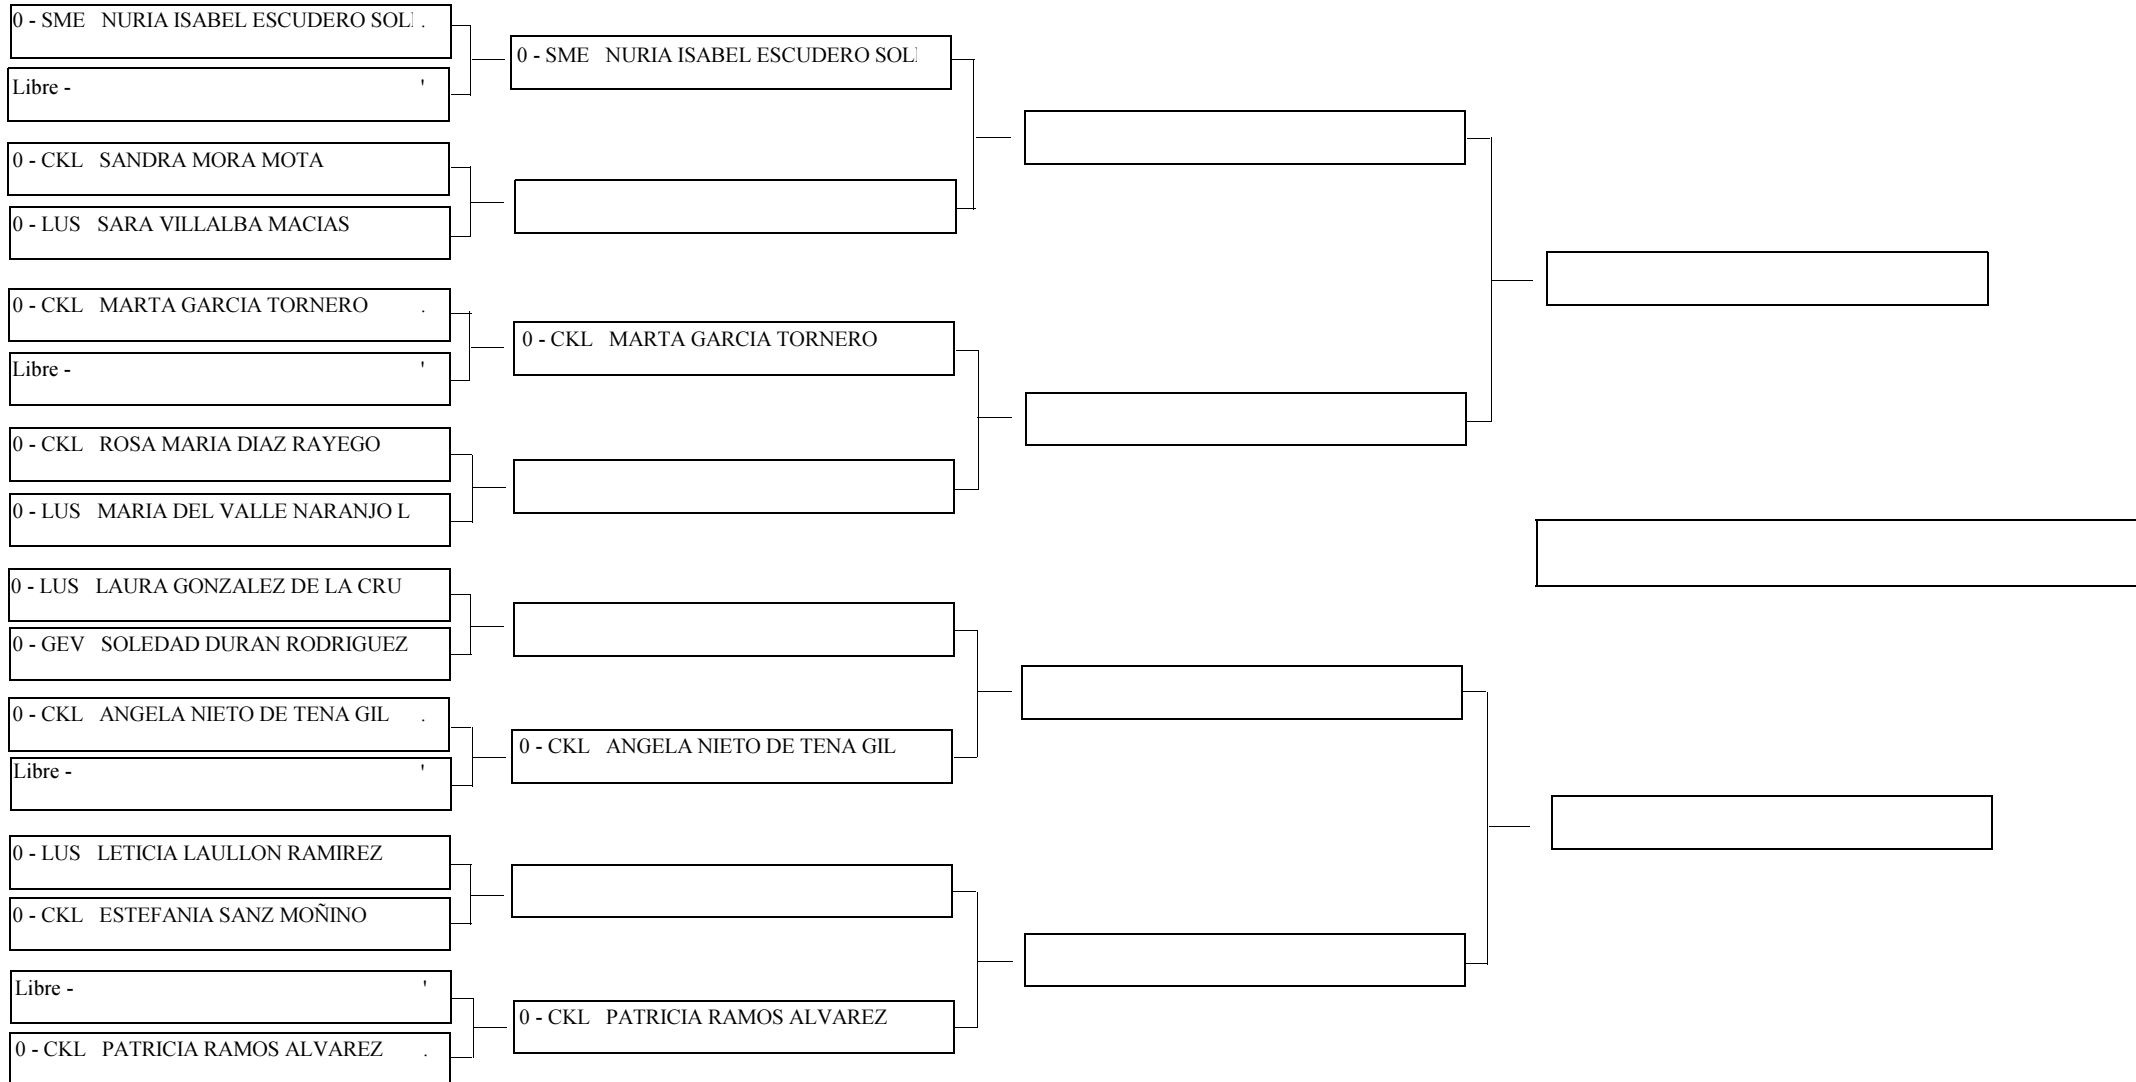 0 - SME NURIA ISABEL ESCUDERO SOLI .
Libre - '
0 - CKL SANDRA MORA MOTA
0 - LUS SARA VILLALBA MACIAS
0 - CKL MARTA GARCIA TORNERO .
Libre - '
0 - CKL ROSA MARIA DIAZ RAYEGO
0 - LUS MARIA DEL VALLE NARANJO L
0 - LUS LAURA GONZALEZ DE LA CRU
0 - GEV SOLEDAD DURAN RODRIGUEZ
0 - CKL ANGELA NIETO DE TENA GIL .
Libre - '
0 - LUS LETICIA LAULLON RAMIREZ
0 - CKL ESTEFANIA SANZ MOÑINO
Libre - '
0 - CKL PATRICIA RAMOS ALVAREZ .
0 - SME NURIA ISABEL ESCUDERO SOLI
0 - CKL MARTA GARCIA TORNERO
0 - CKL ANGELA NIETO DE TENA GIL
0 - CKL PATRICIA RAMOS ALVAREZ